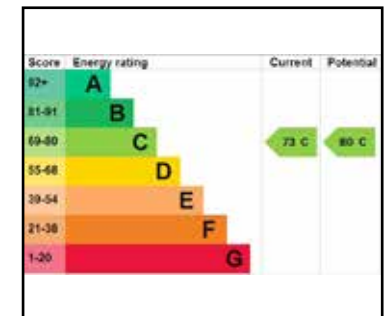 Score Energy rating Current Potential
92+ A
81-91 B
69-80 C 73 C 80 C
55-68 D
39-54 E
21-38 F
1-20 G